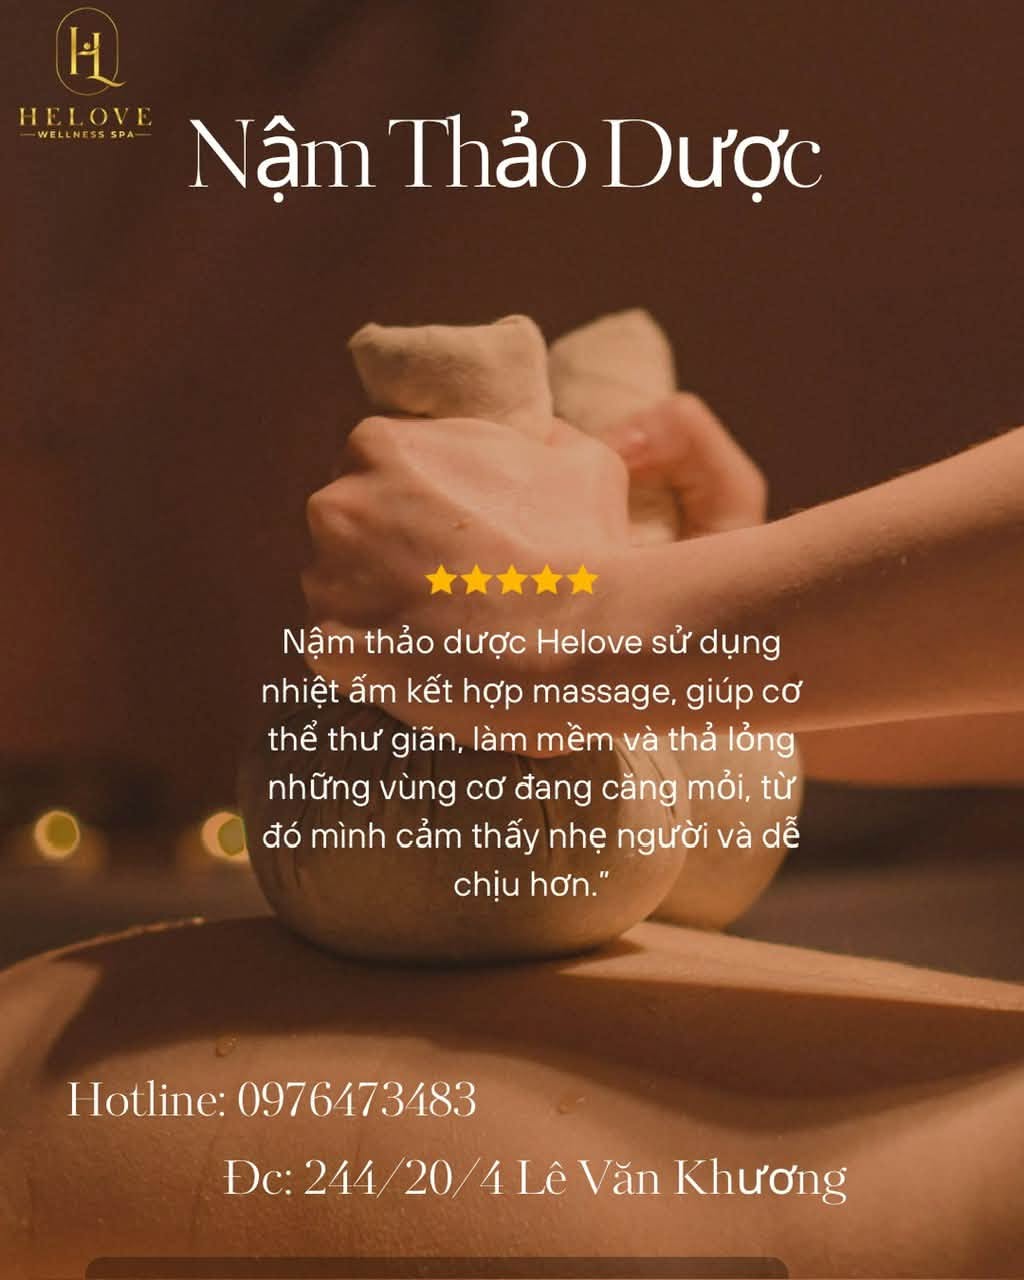 HELOVE
WELLNESS SPA
Nậm Thảo Dược
Nậm thảo dược Helove sử dụng
nhiệt ấm kết hợp massage, giúp cơ
thể thư giãn, làm mềm và thả lỏng
những vùng cơ đang căng mỏi, từ
đó mình cảm thấy nhẹ người và dễ
chịu hơn.”
Hotline: 0976473483
Đc: 244/20/4 Lê Văn Khương